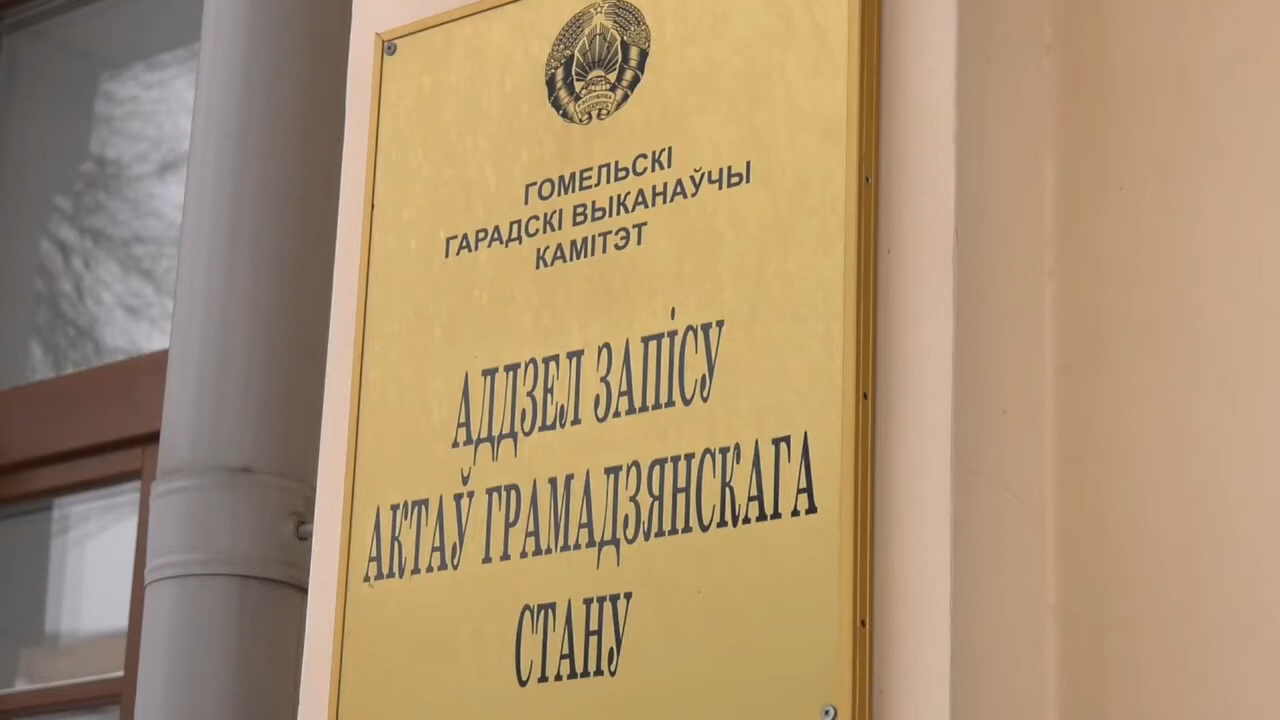 ГОМЕЛЬСКІ
ГАРАДСКІ ВЫКАНАЎЧЫ
КАМІТЭТ
АДДЗЕЛ ЗАПІСУ
АКТАЎ ГРАМАДЗЯНСКАГА
СТАНУ